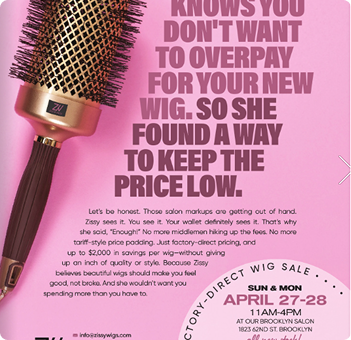 KNOWS YOU
DON'T WANT
TO OVERPAY
FOR YOUR NEW
WIG. SO SHE
FOUND A WAY
TO KEEP THE
PRICE LOW.
Let's be honest. Those salon markups are getting out of hand.
Zissy sees it. You see it. Your wallet definitely sees it. That's why
she said, "Enough!" No more middlemen hiking up the fees. No more
tariff-style price padding. Just factory-direct pricing, and
up to $2,000 in savings per wig—without giving
up an inch of quality or style. Because Zissy
believes beautiful wigs should make you feel
good, not broke. And she wouldn't want you
spending more than you have to.
CTORY-DIRECT WIG SALE
SUN & MON
APRIL 27-28
11AM-4PM
AT OUR BROOKLYN SALON
1823 62ND ST. BROOKLYN
info@zissywigs.com